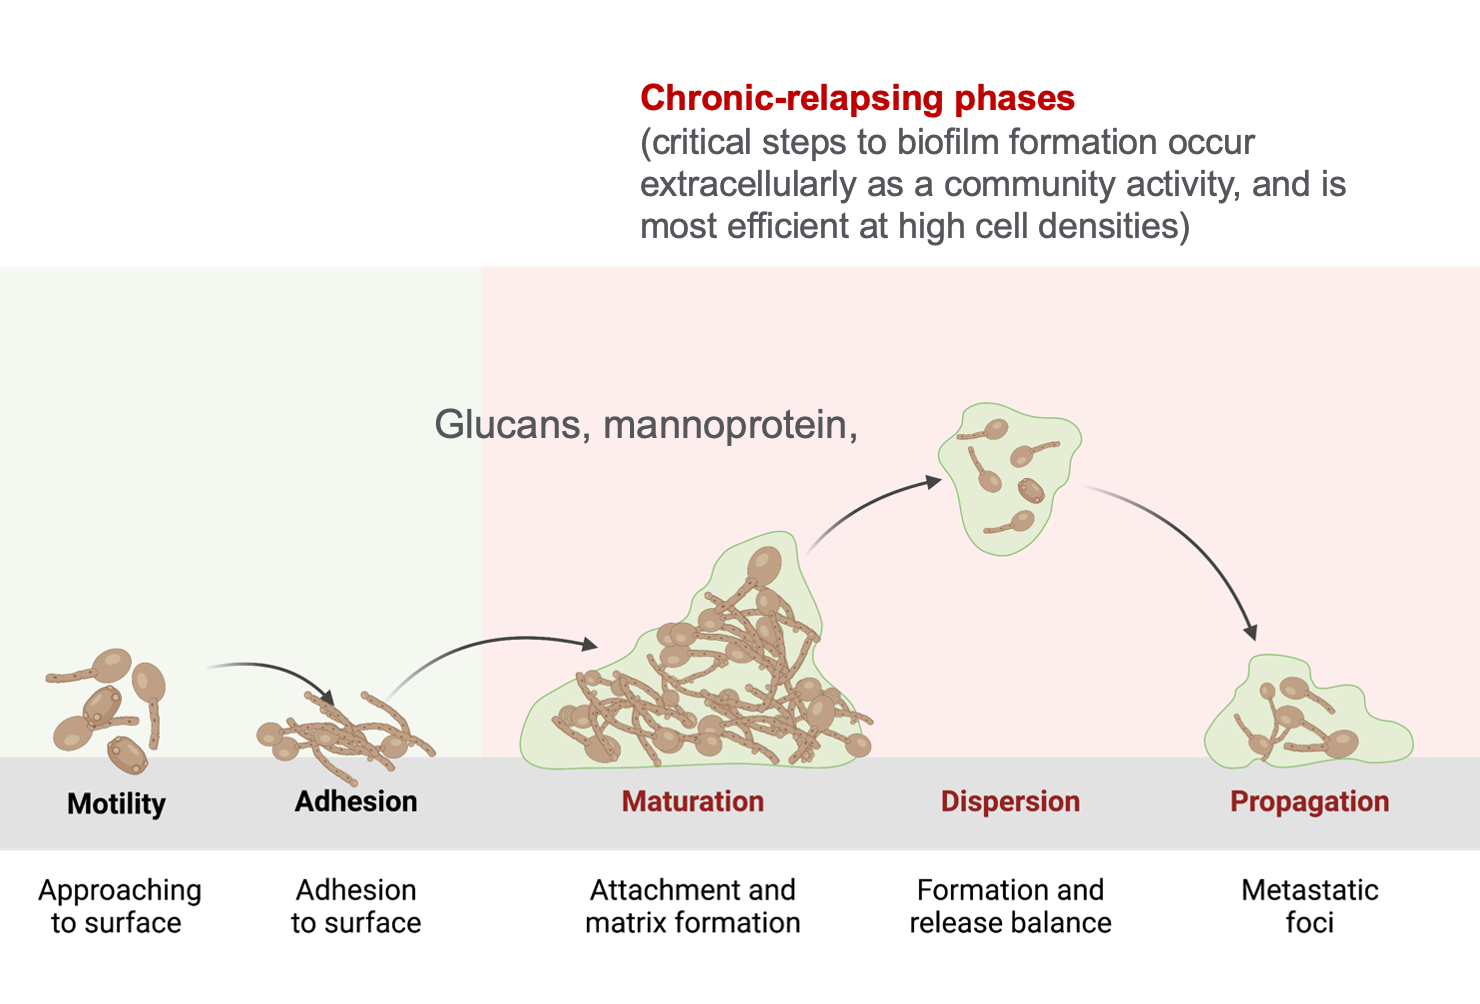 Chronic-relapsing phases
(critical steps to biofilm formation occur
extracellularly as a community activity, and is
most efficient at high cell densities)
Glucans, mannoprotein,
Motility
Adhesion
Maturation
Dispersion
Propagation
Approaching
to surface
Adhesion
to surface
Attachment and
matrix formation
Formation and
release balance
Metastatic
foci